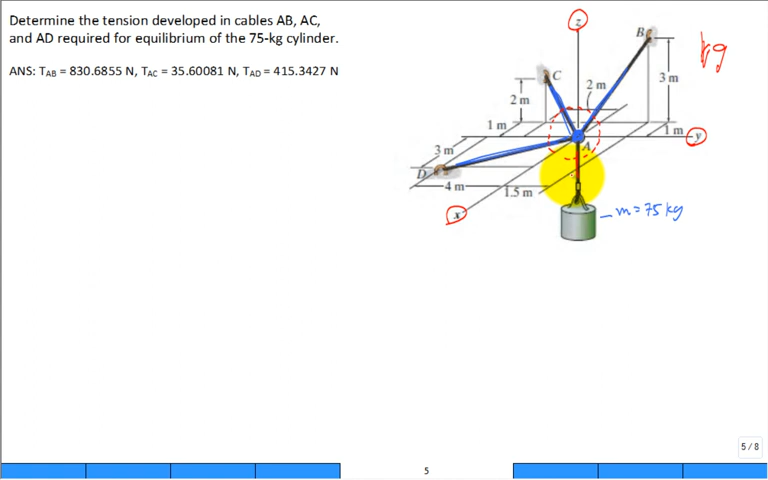 Determine the tension developed in cables AB, AC,
and AD required for equilibrium of the 75-kg cylinder.
ANS: TAB = 830.6855 N, TAC = 35.60081 N, TAD = 415.3427 N
z
B
kg
C
2 m
3 m
2 m
1 m
1 m
y
A
3 m
D
4 m
1.5 m
x
m = 75 kg
5 / 8
5